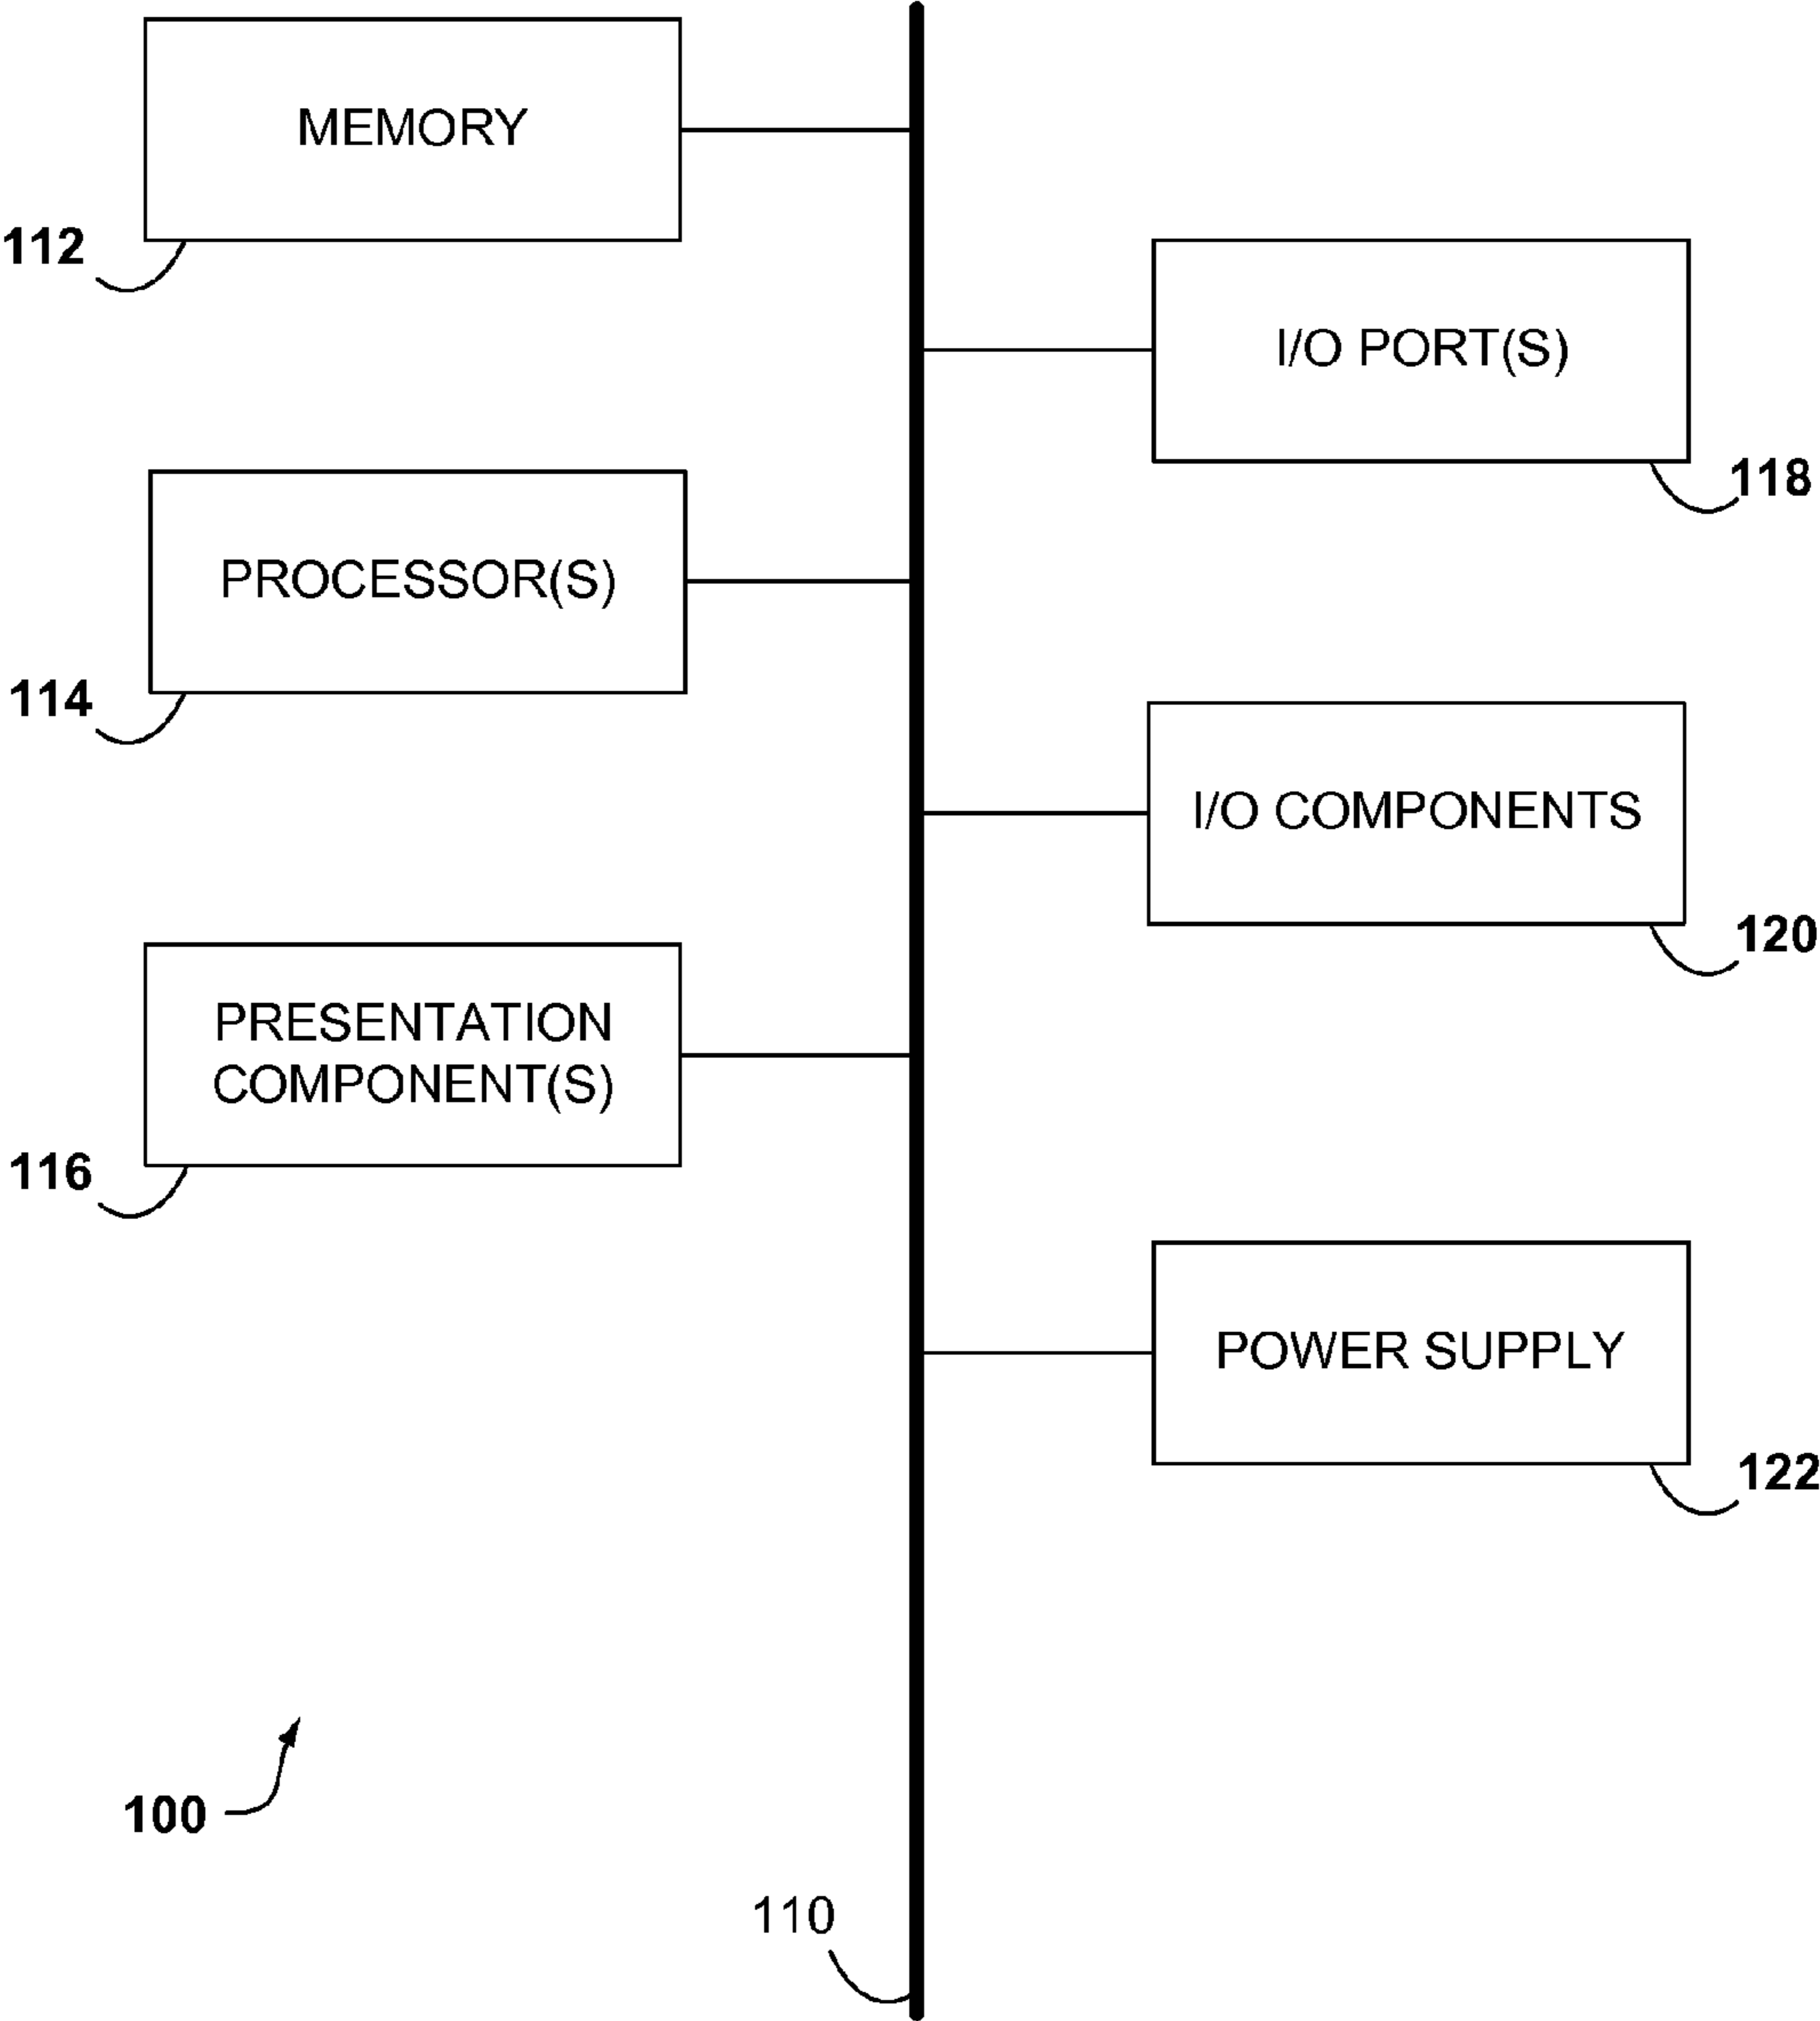 MEMORY
112
I/O PORT(S)
118
PROCESSOR(S)
114
I/O COMPONENTS
120
PRESENTATION
COMPONENT(S)
116
POWER SUPPLY
122
100
110